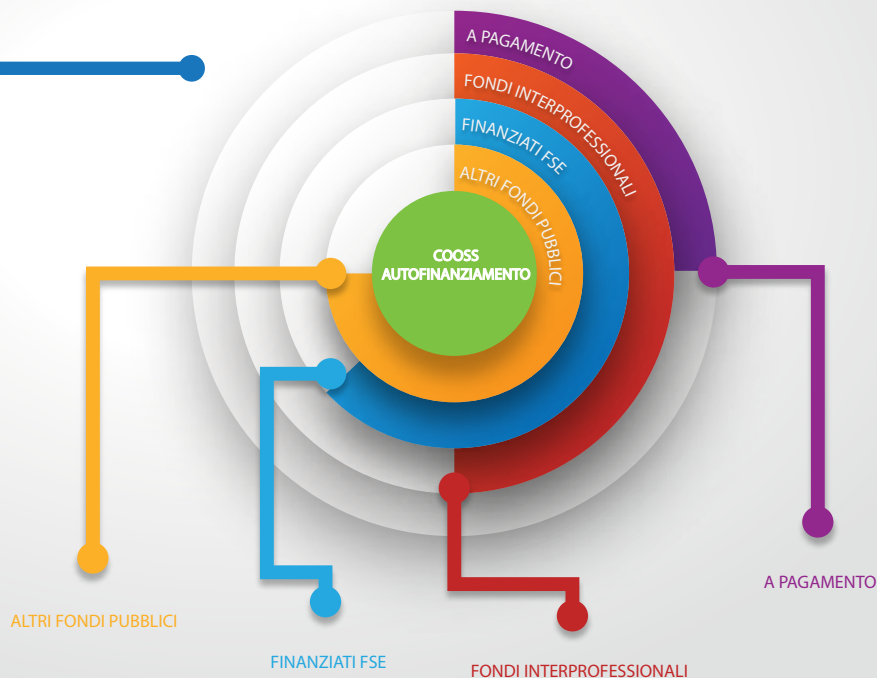 A PAGAMENTO
FONDI INTERPROFESSIONALI
FINANZIATI FSE
ALTRI FONDI PUBBLICI
COOSS
AUTOFINANZIAMENTO
A PAGAMENTO
ALTRI FONDI PUBBLICI
FINANZIATI FSE
FONDI INTERPROFESSIONALI